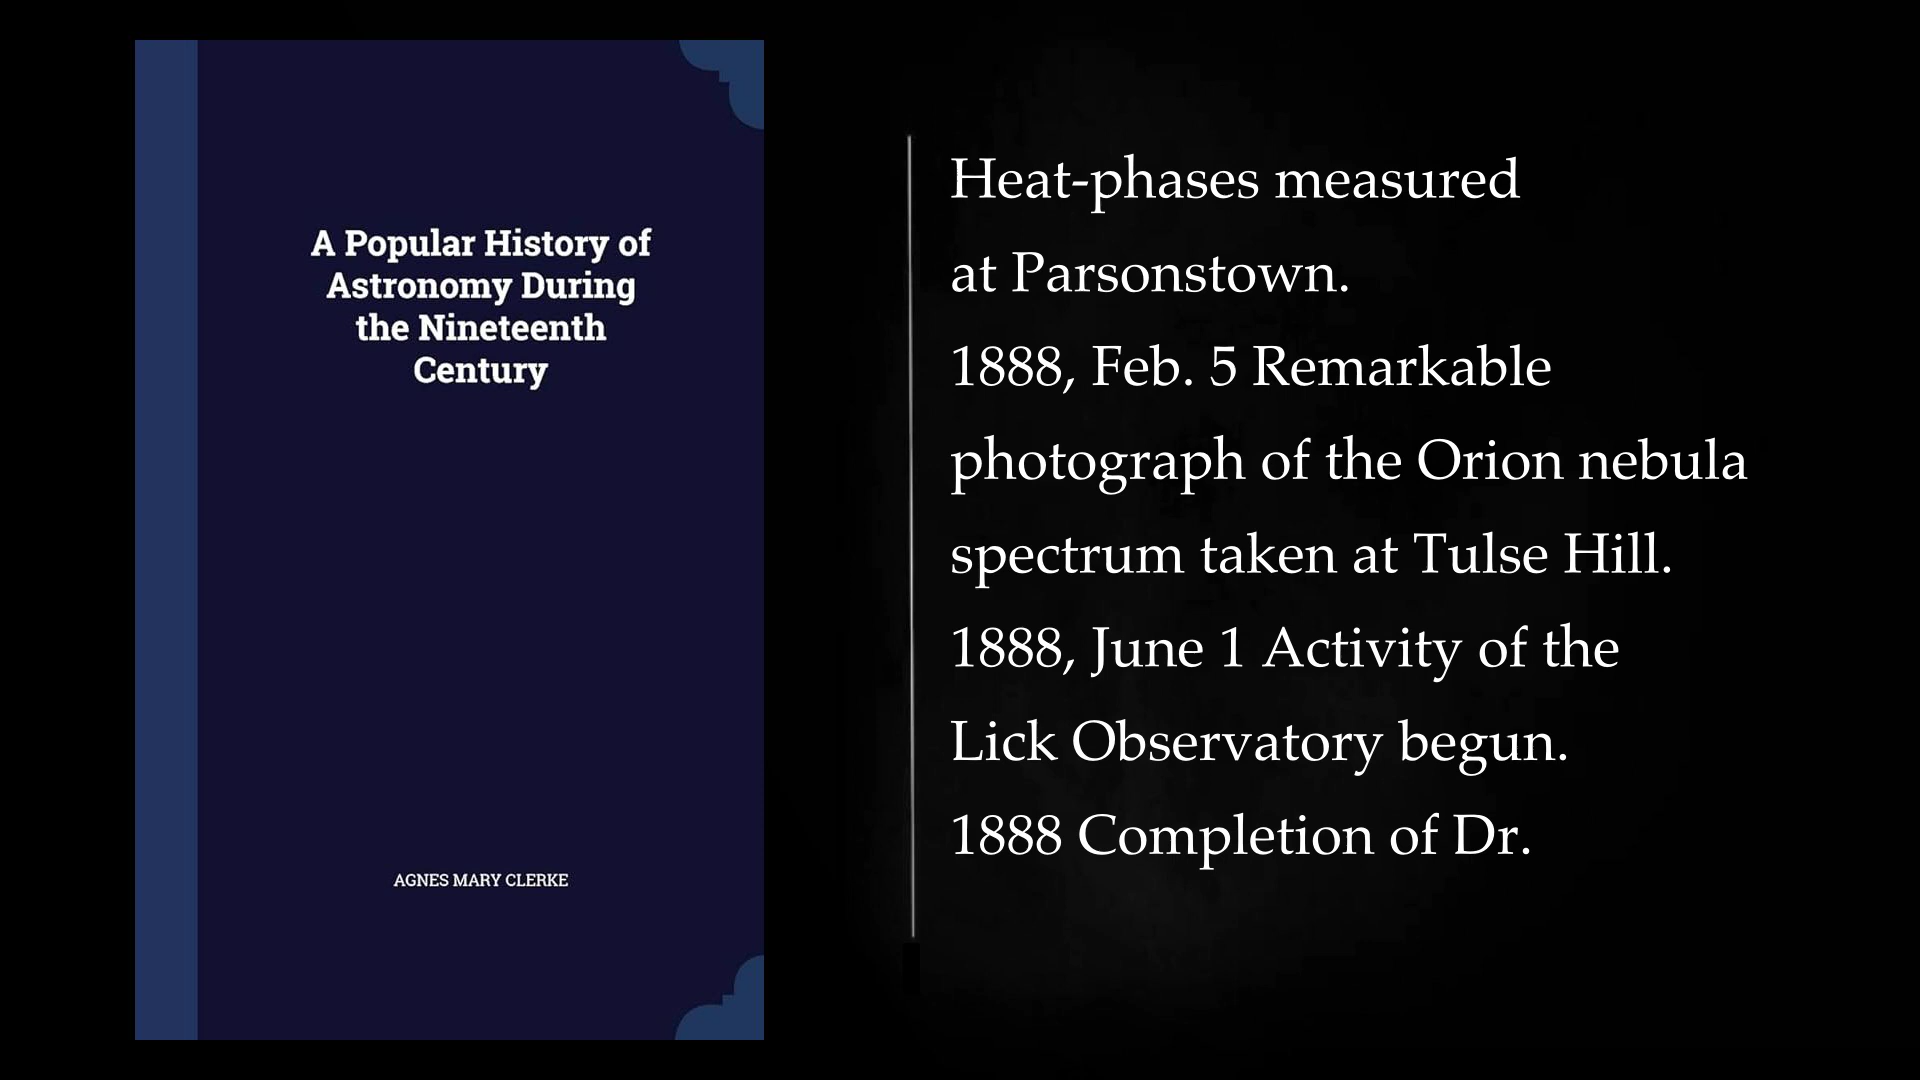 A Popular History of
Astronomy During
the Nineteenth
Century
AGNES MARY CLERKE
Heat-phases measured
at Parsonstown.
1888, Feb. 5 Remarkable
photograph of the Orion nebula
spectrum taken at Tulse Hill.
1888, June 1 Activity of the
Lick Observatory begun.
1888 Completion of Dr.